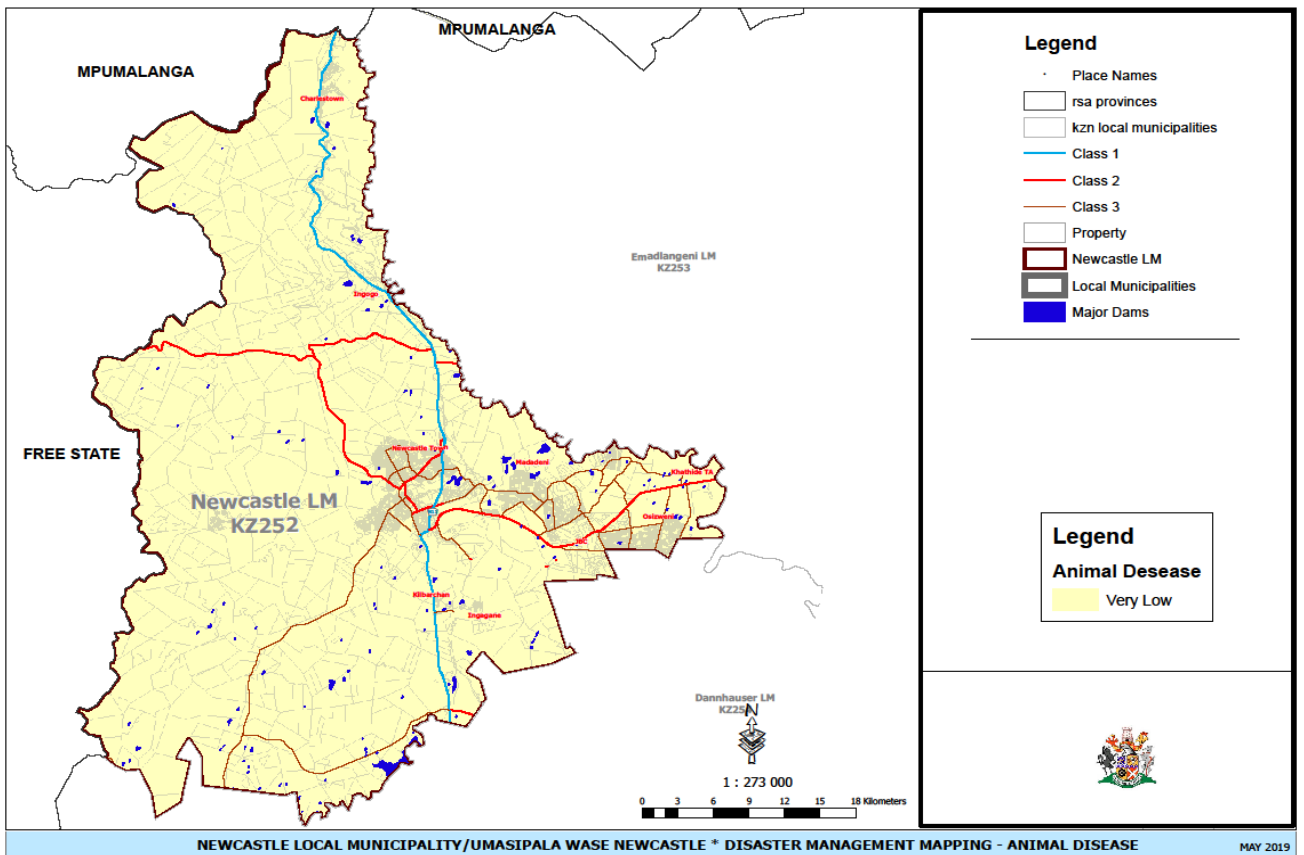 MPUMALANGA
MPUMALANGA
Charlestown
Emadlangeni LM
KZ253
Ingogo
FREE STATE
Newcastle Town
Madadeni
Khathide TA
Newcastle LM
KZ252
Osizweni
JBC
Kilbarchan
Ingagane
Dannhauser LM
KZ25
N
1 : 273 000
0 3 6 9 12 15 18 Kilometers
Legend
Place Names
rsa provinces
kzn local municipalities
Class 1
Class 2
Class 3
Property
Newcastle LM
Local Municipalities
Major Dams
Legend
Animal Desease
Very Low
NEWCASTLE LOCAL MUNICIPALITY/UMASIPALA WASE NEWCASTLE * DISASTER MANAGEMENT MAPPING - ANIMAL DISEASE
MAY 2019